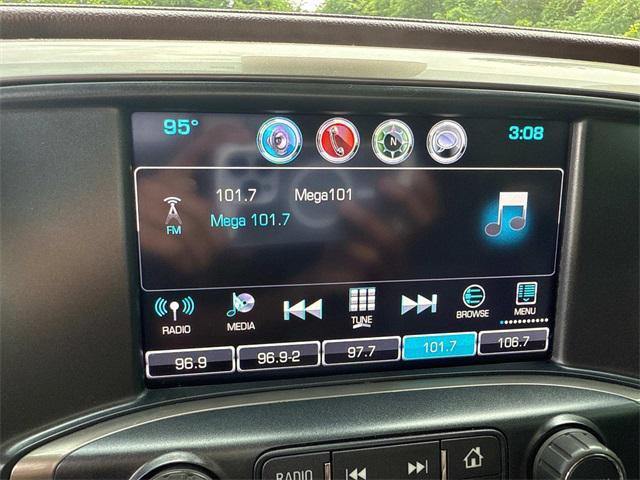 95° N 3:08
101.7 Mega101
Mega 101.7
FM
RADIO MEDIA TUNE BROWSE MENU
96.9 96.9-2 97.7 101.7 106.7
RADIO